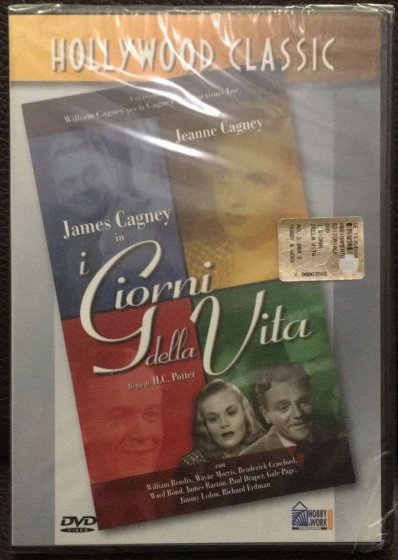 HOLLYWOOD CLASSIC
William Cagney per la Cagney Productions Inc.
Jeanne Cagney
James Cagney
in
i Giorni
della Vita
Regia di H.C. Potter
con
William Bendix, Wayne Morris, Broderick Crawford,
Ward Bond, James Barton, Paul Draper, Gale Page,
Jimmy Lydon, Richard Erdman
DVD
VIDEO
HOBBY
& WORK